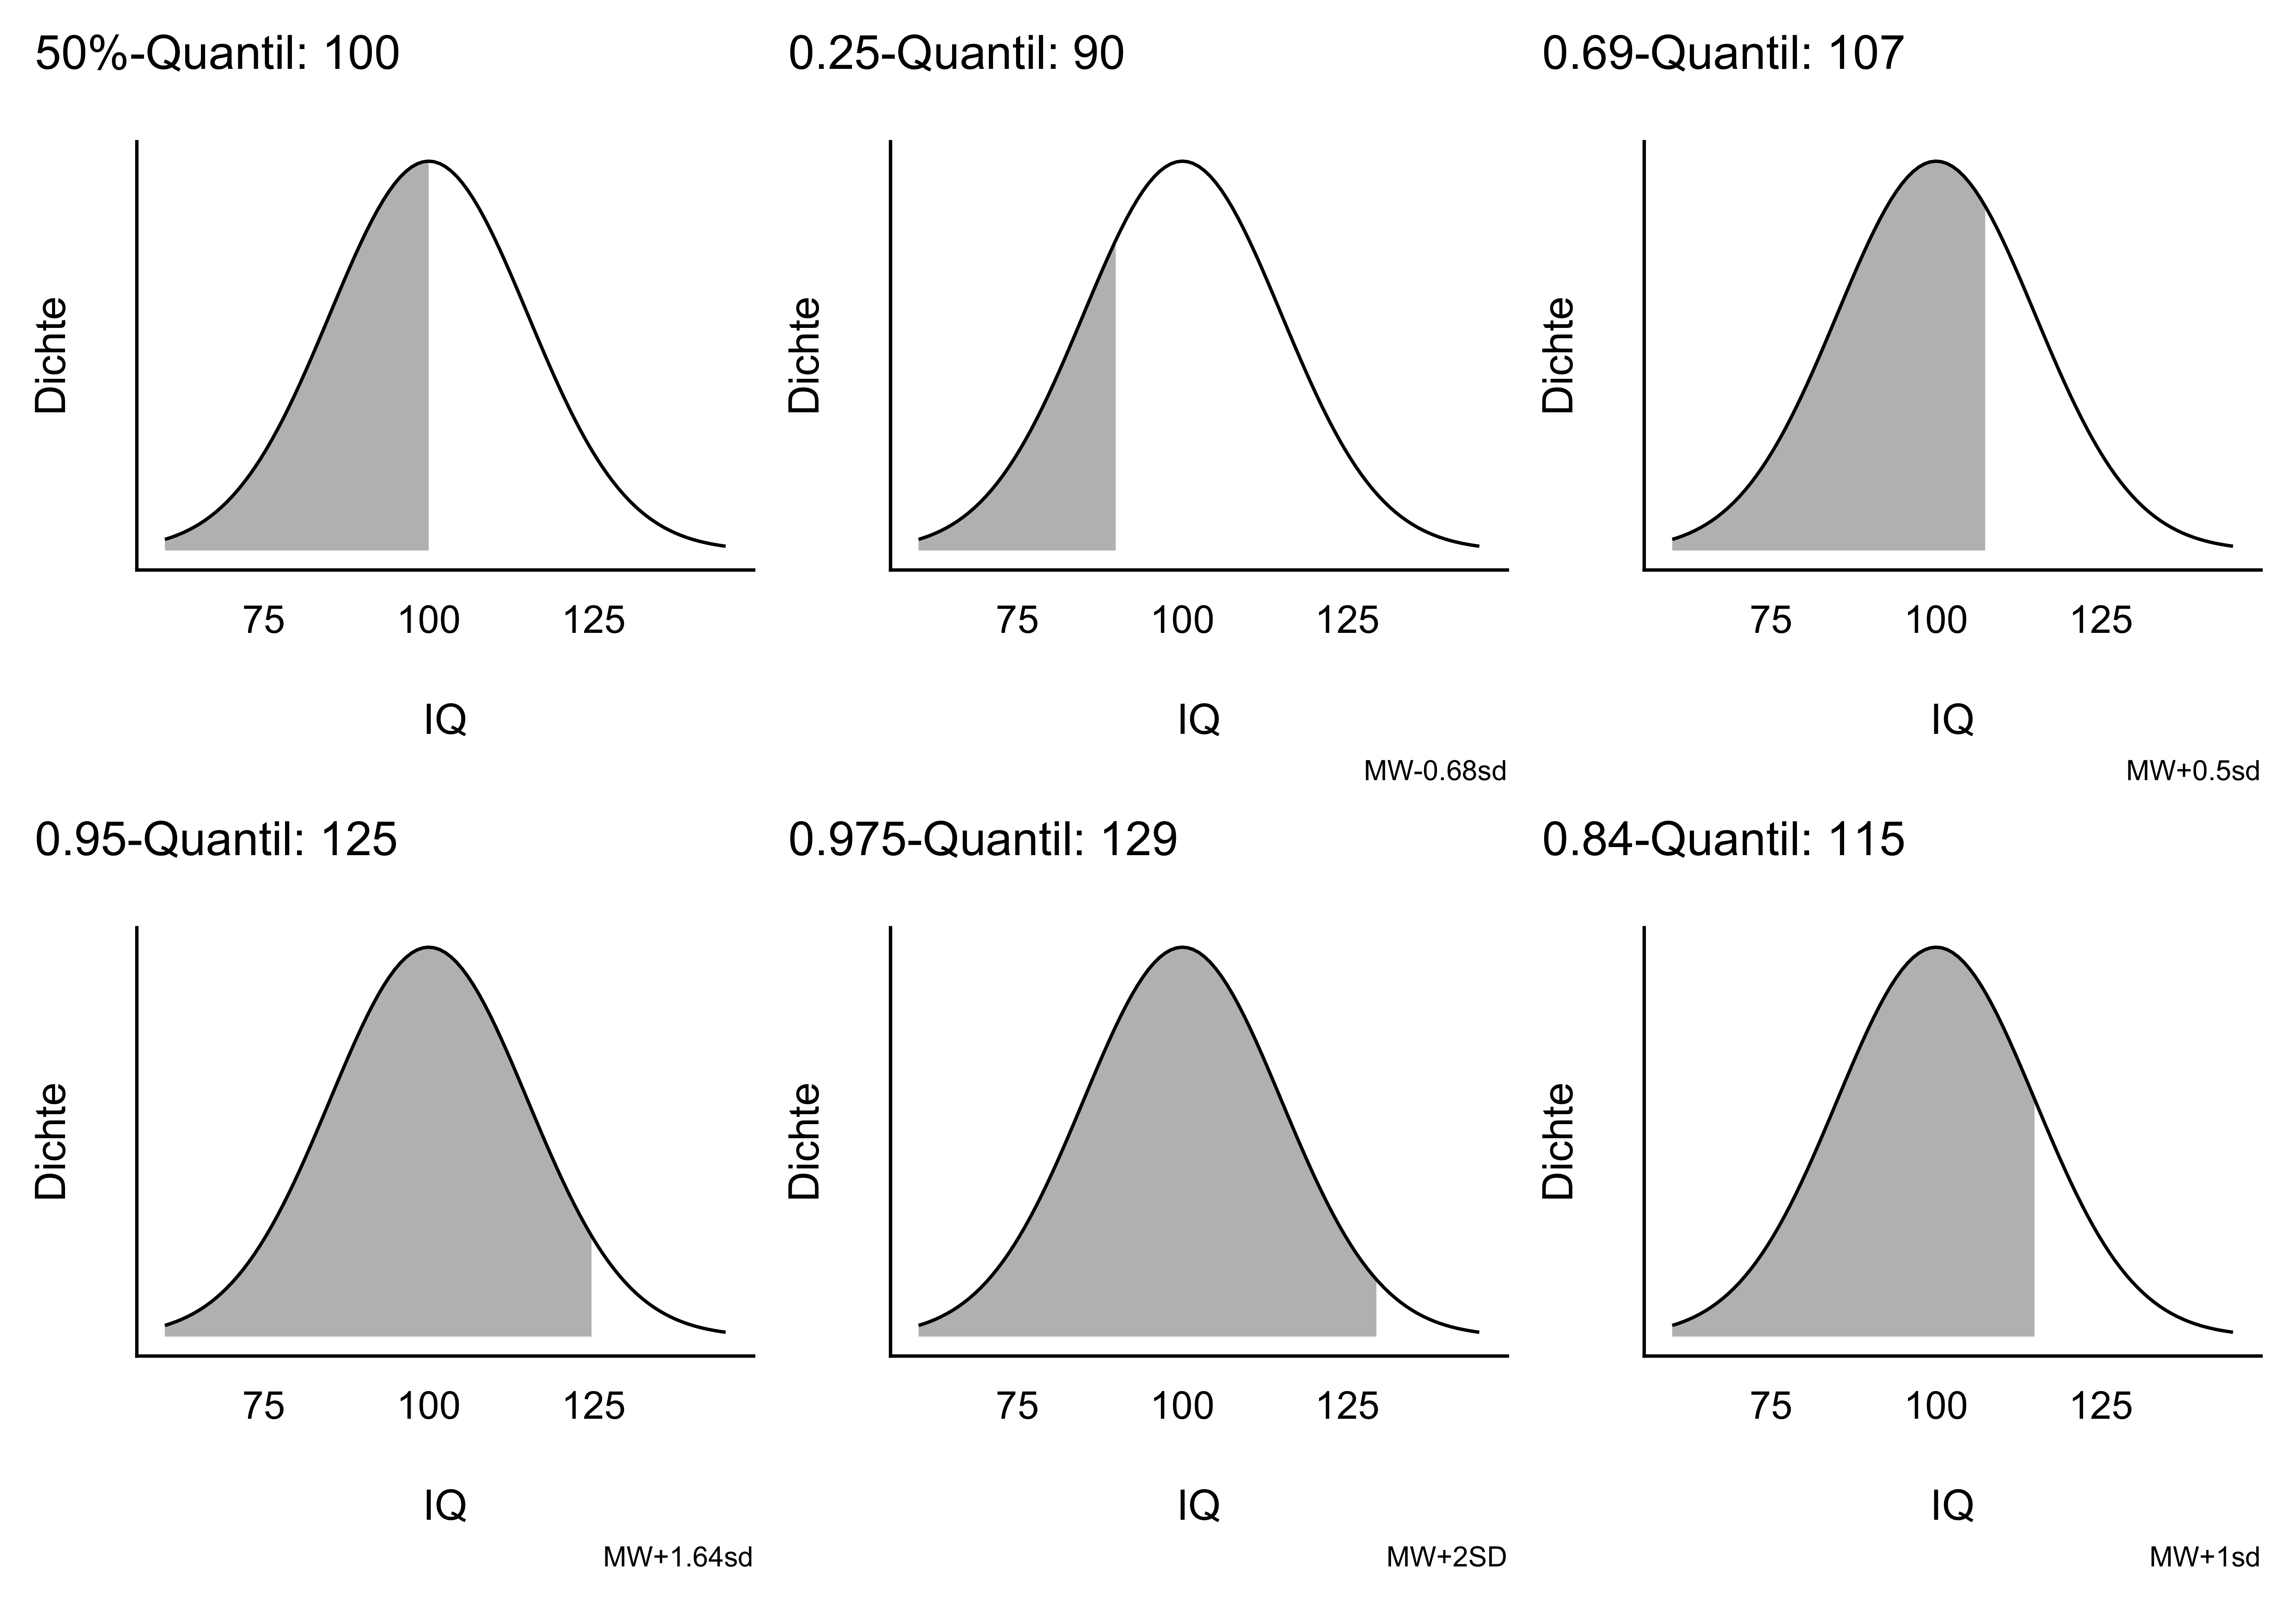 50%-Quantil: 100
Dichte
75 100 125
IQ
0.25-Quantil: 90
Dichte
75 100 125
IQ
MW-0.68sd
0.69-Quantil: 107
Dichte
75 100 125
IQ
MW+0.5sd
0.95-Quantil: 125
Dichte
75 100 125
IQ
MW+1.64sd
0.975-Quantil: 129
Dichte
75 100 125
IQ
MW+2SD
0.84-Quantil: 115
Dichte
75 100 125
IQ
MW+1sd